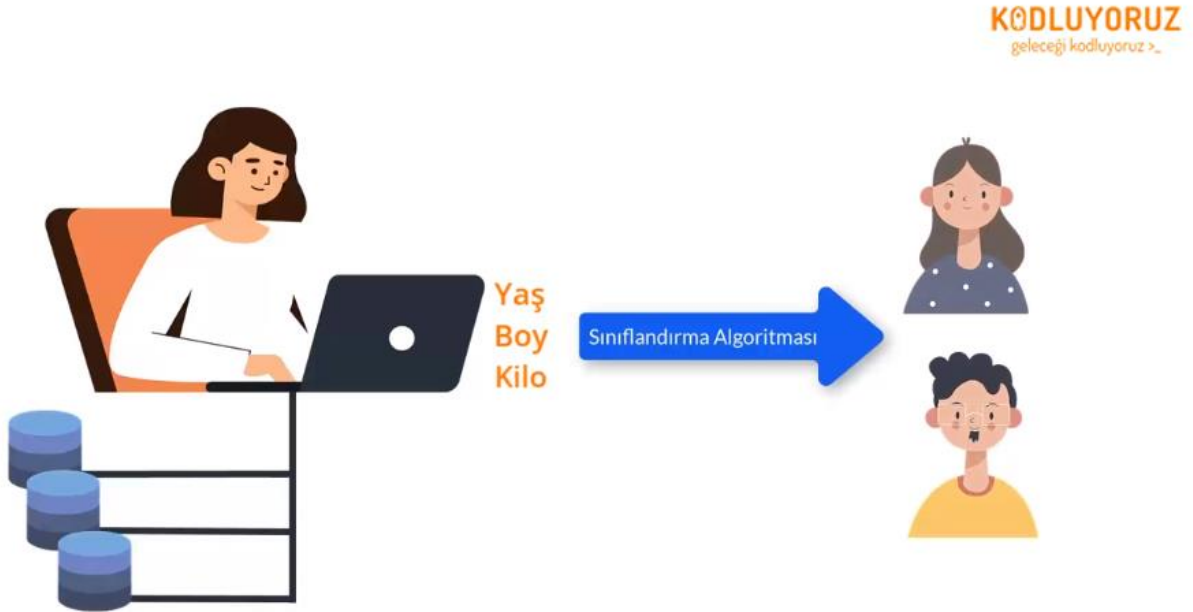 KODLUYORUZ
geleceği kodluyoruz >_
Yaş
Boy
Kilo
Sınıflandırma Algoritması